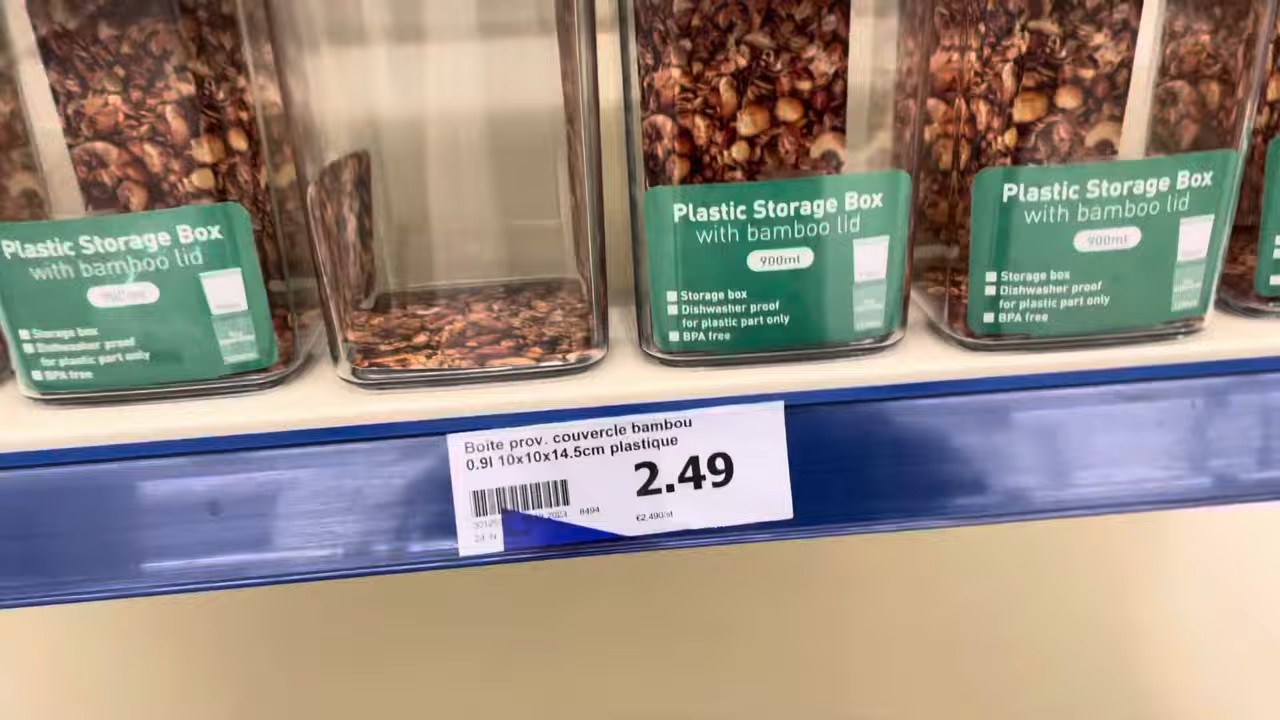 Plastic Storage Box
with bamboo lid
Storage box
Dishwasher proof
for plastic part only
BPA free
Plastic Storage Box
with bamboo lid
900ml
Storage box
Dishwasher proof
for plastic part only
BPA free
Plastic Storage Box
with bamboo lid
900ml
Storage box
Dishwasher proof
for plastic part only
BPA free
Boîte prov. couvercle bambou
0.9l 10x10x14.5cm plastique
2.49
2023 8494
€2.490/st
24 N